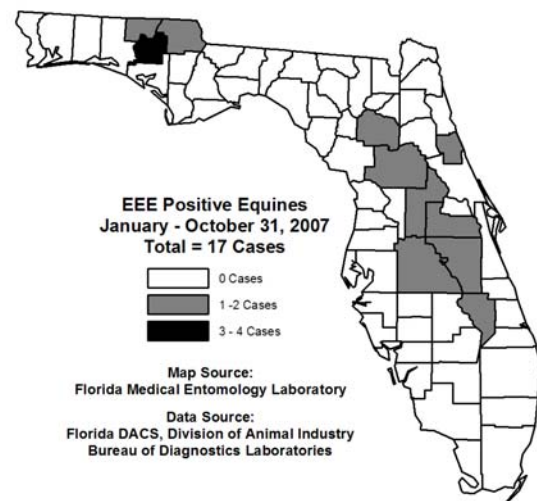 EEE Positive Equines
January - October 31, 2007
Total = 17 Cases
0 Cases
1 -2 Cases
3 - 4 Cases
Map Source:
Florida Medical Entomology Laboratory
Data Source:
Florida DACS, Division of Animal Industry
Bureau of Diagnostics Laboratories